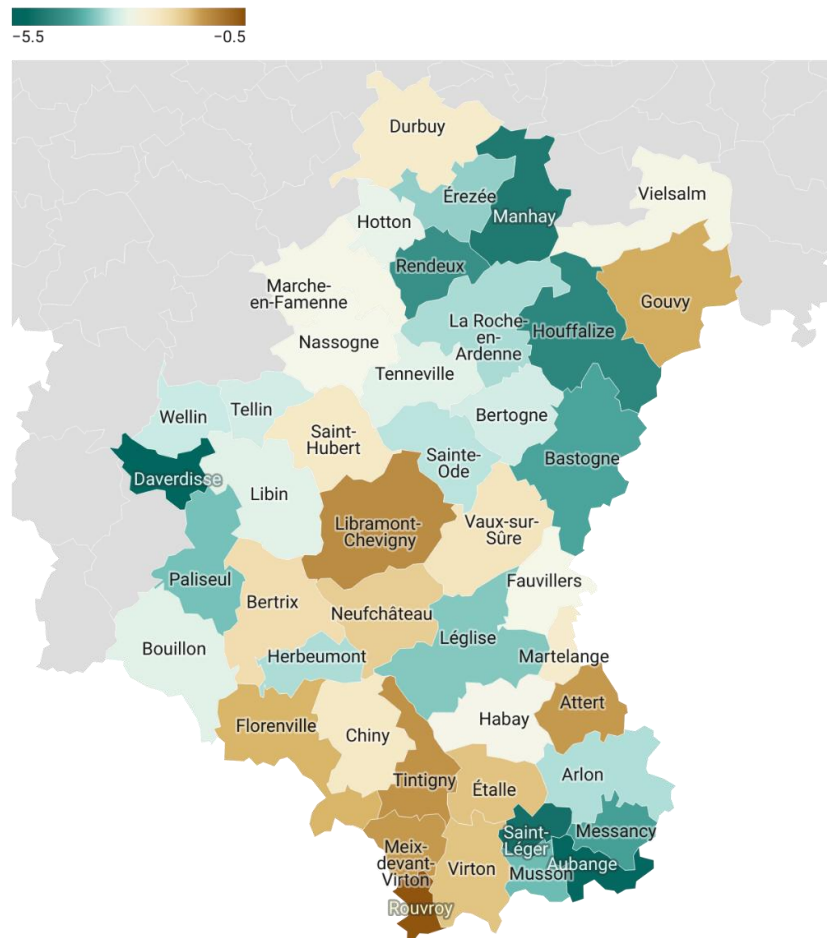 −5.5
−0.5
Durbuy
Érezée
Manhay
Vielsalm
Hotton
Rendeux
Marche-
en-Famenne
Gouvy
La Roche-
en-
Ardenne
Houffalize
Nassogne
Tenneville
Wellin
Tellin
Bertogne
Saint-
Hubert
Sainte-
Ode
Bastogne
Daverdisse
Libin
Libramont-
Chevigny
Vaux-sur-
Sûre
Paliseul
Fauvillers
Bertrix
Neufchâteau
Léglise
Bouillon
Herbeumont
Martelange
Attert
Florenville
Chiny
Habay
Tintigny
Étalle
Arlon
Saint-
Léger
Messancy
Meix-
devant-
Virton
Virton
Musson
Aubange
Rouvroy